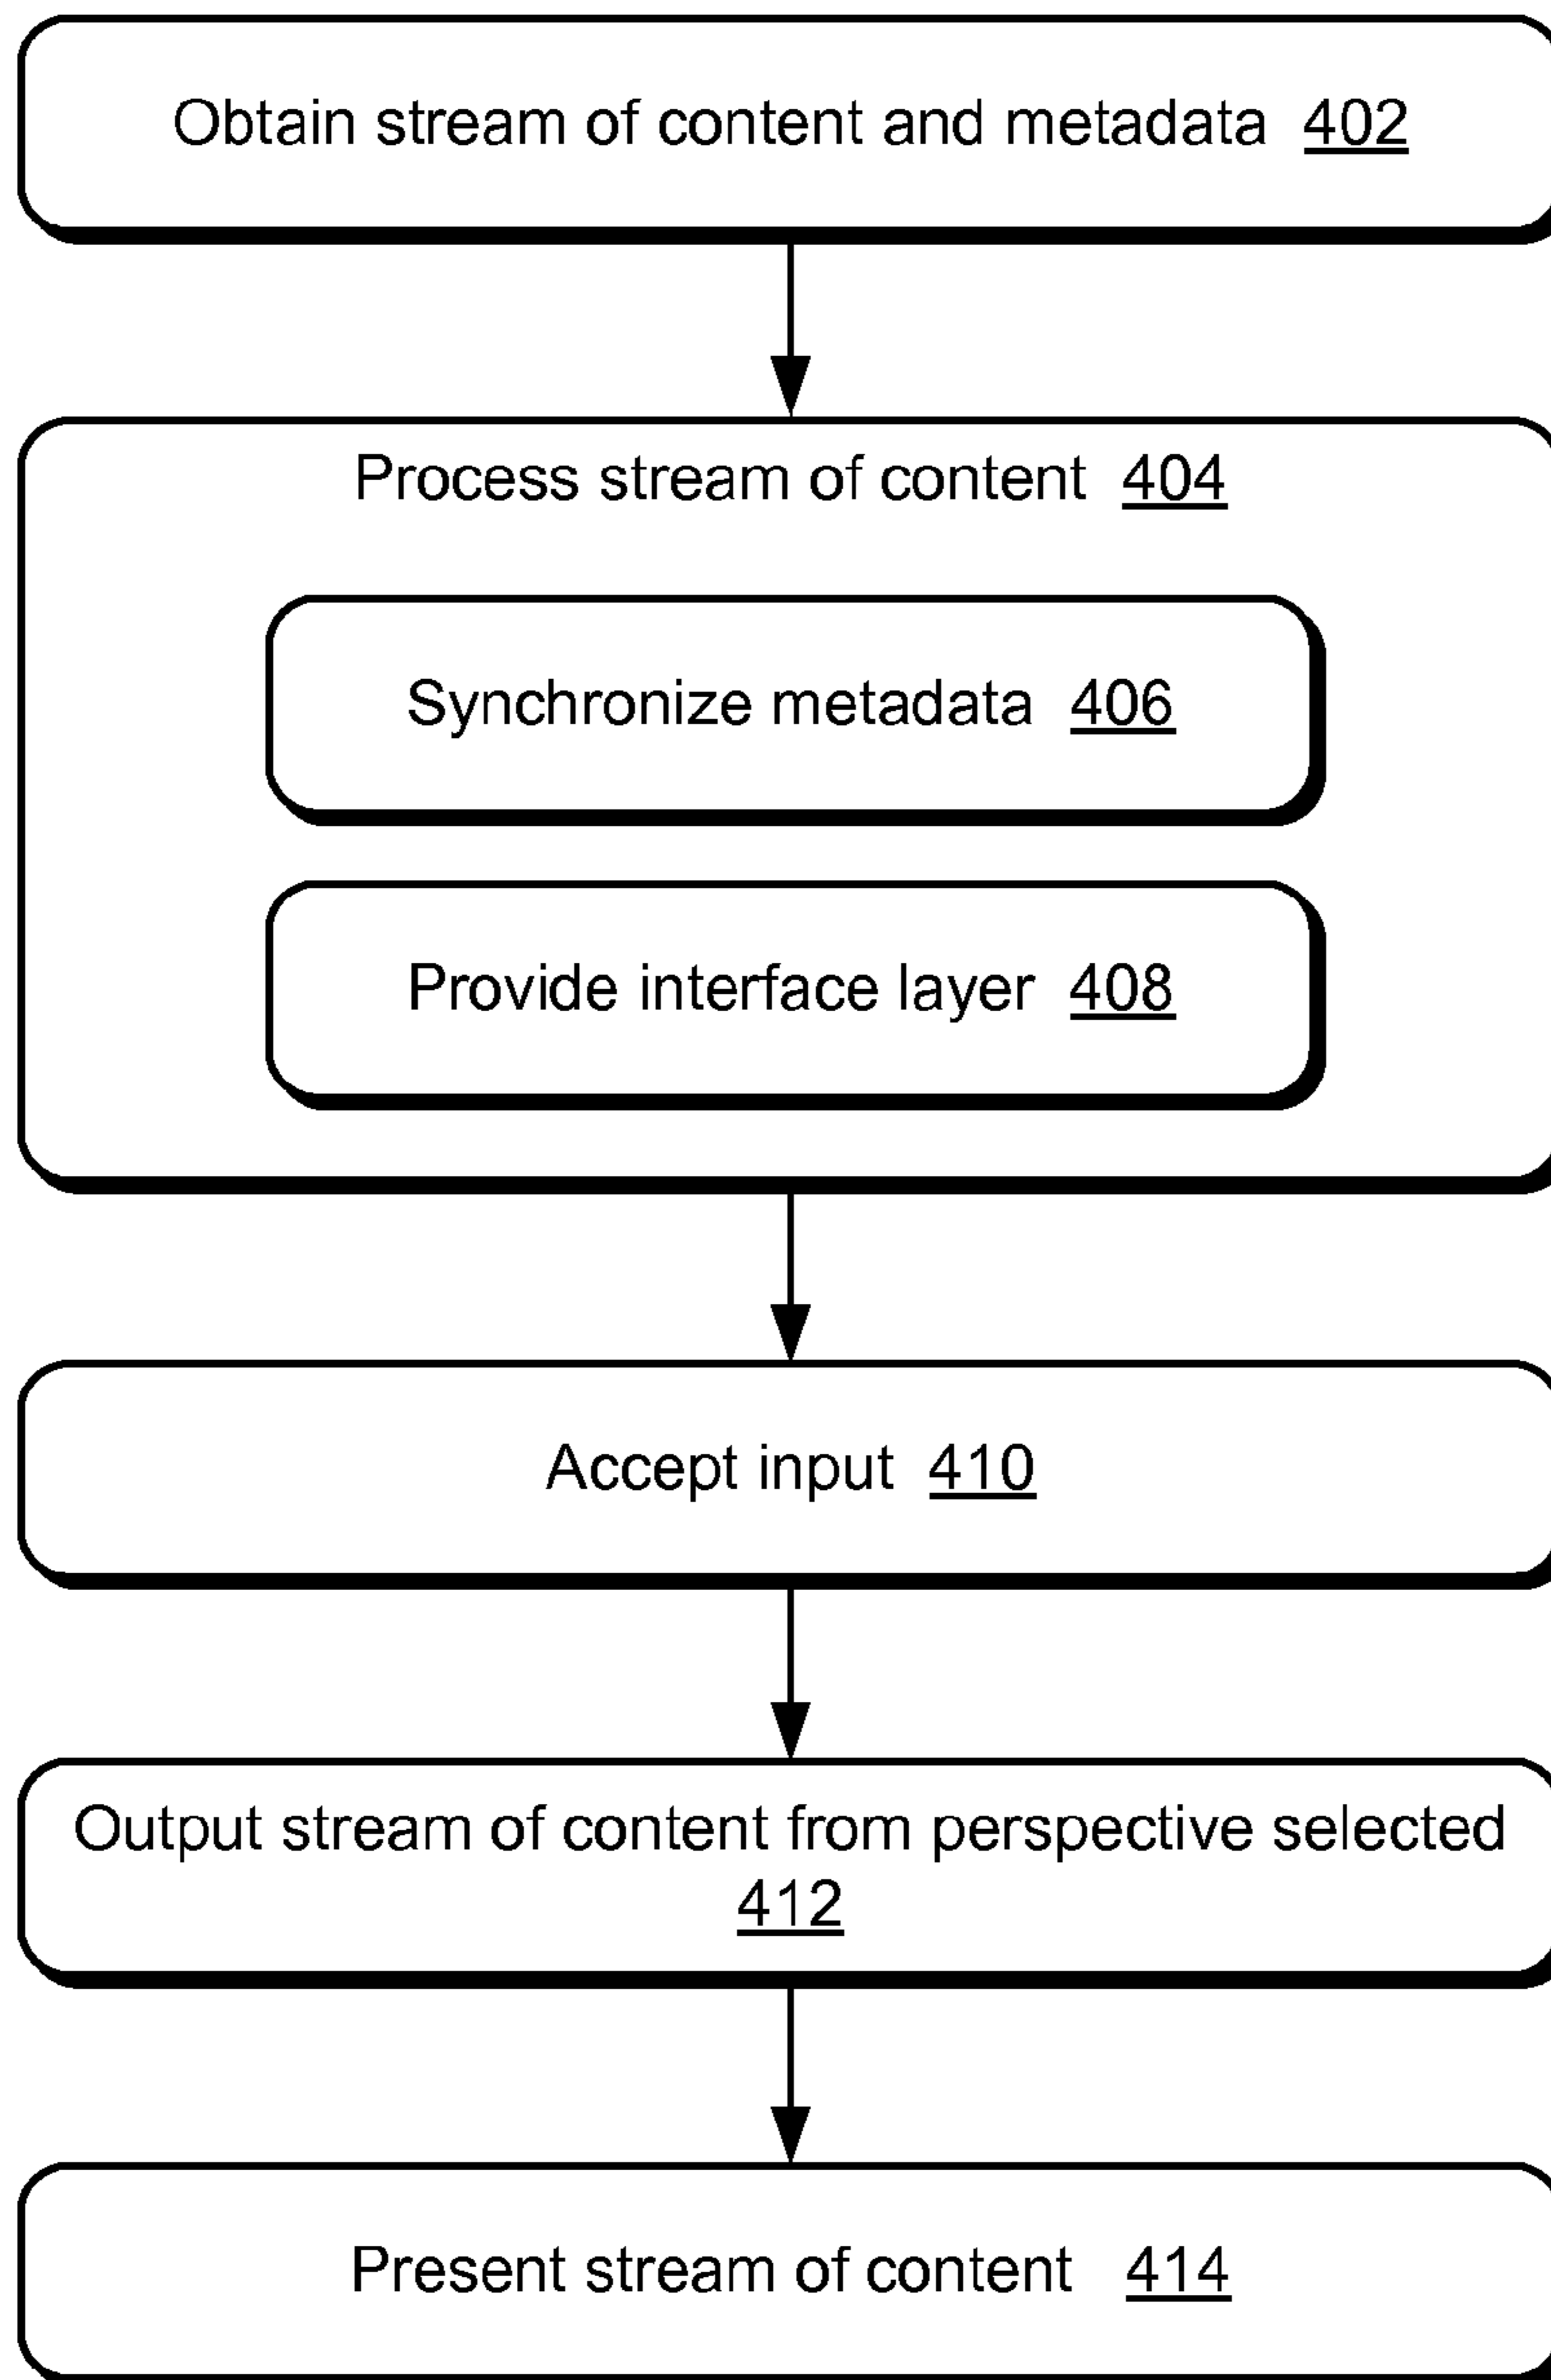 Obtain stream of content and metadata 402
Process stream of content 404
Synchronize metadata 406
Provide interface layer 408
Accept input 410
Output stream of content from perspective selected
412
Present stream of content 414